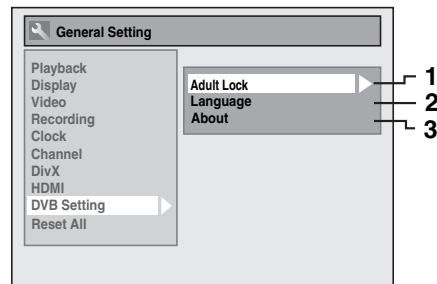 General Setting
Playback
Display
Video
Recording
Clock
Channel
DivX
HDMI
DVB Setting
Reset All
Adult Lock
Language
About
1
2
3